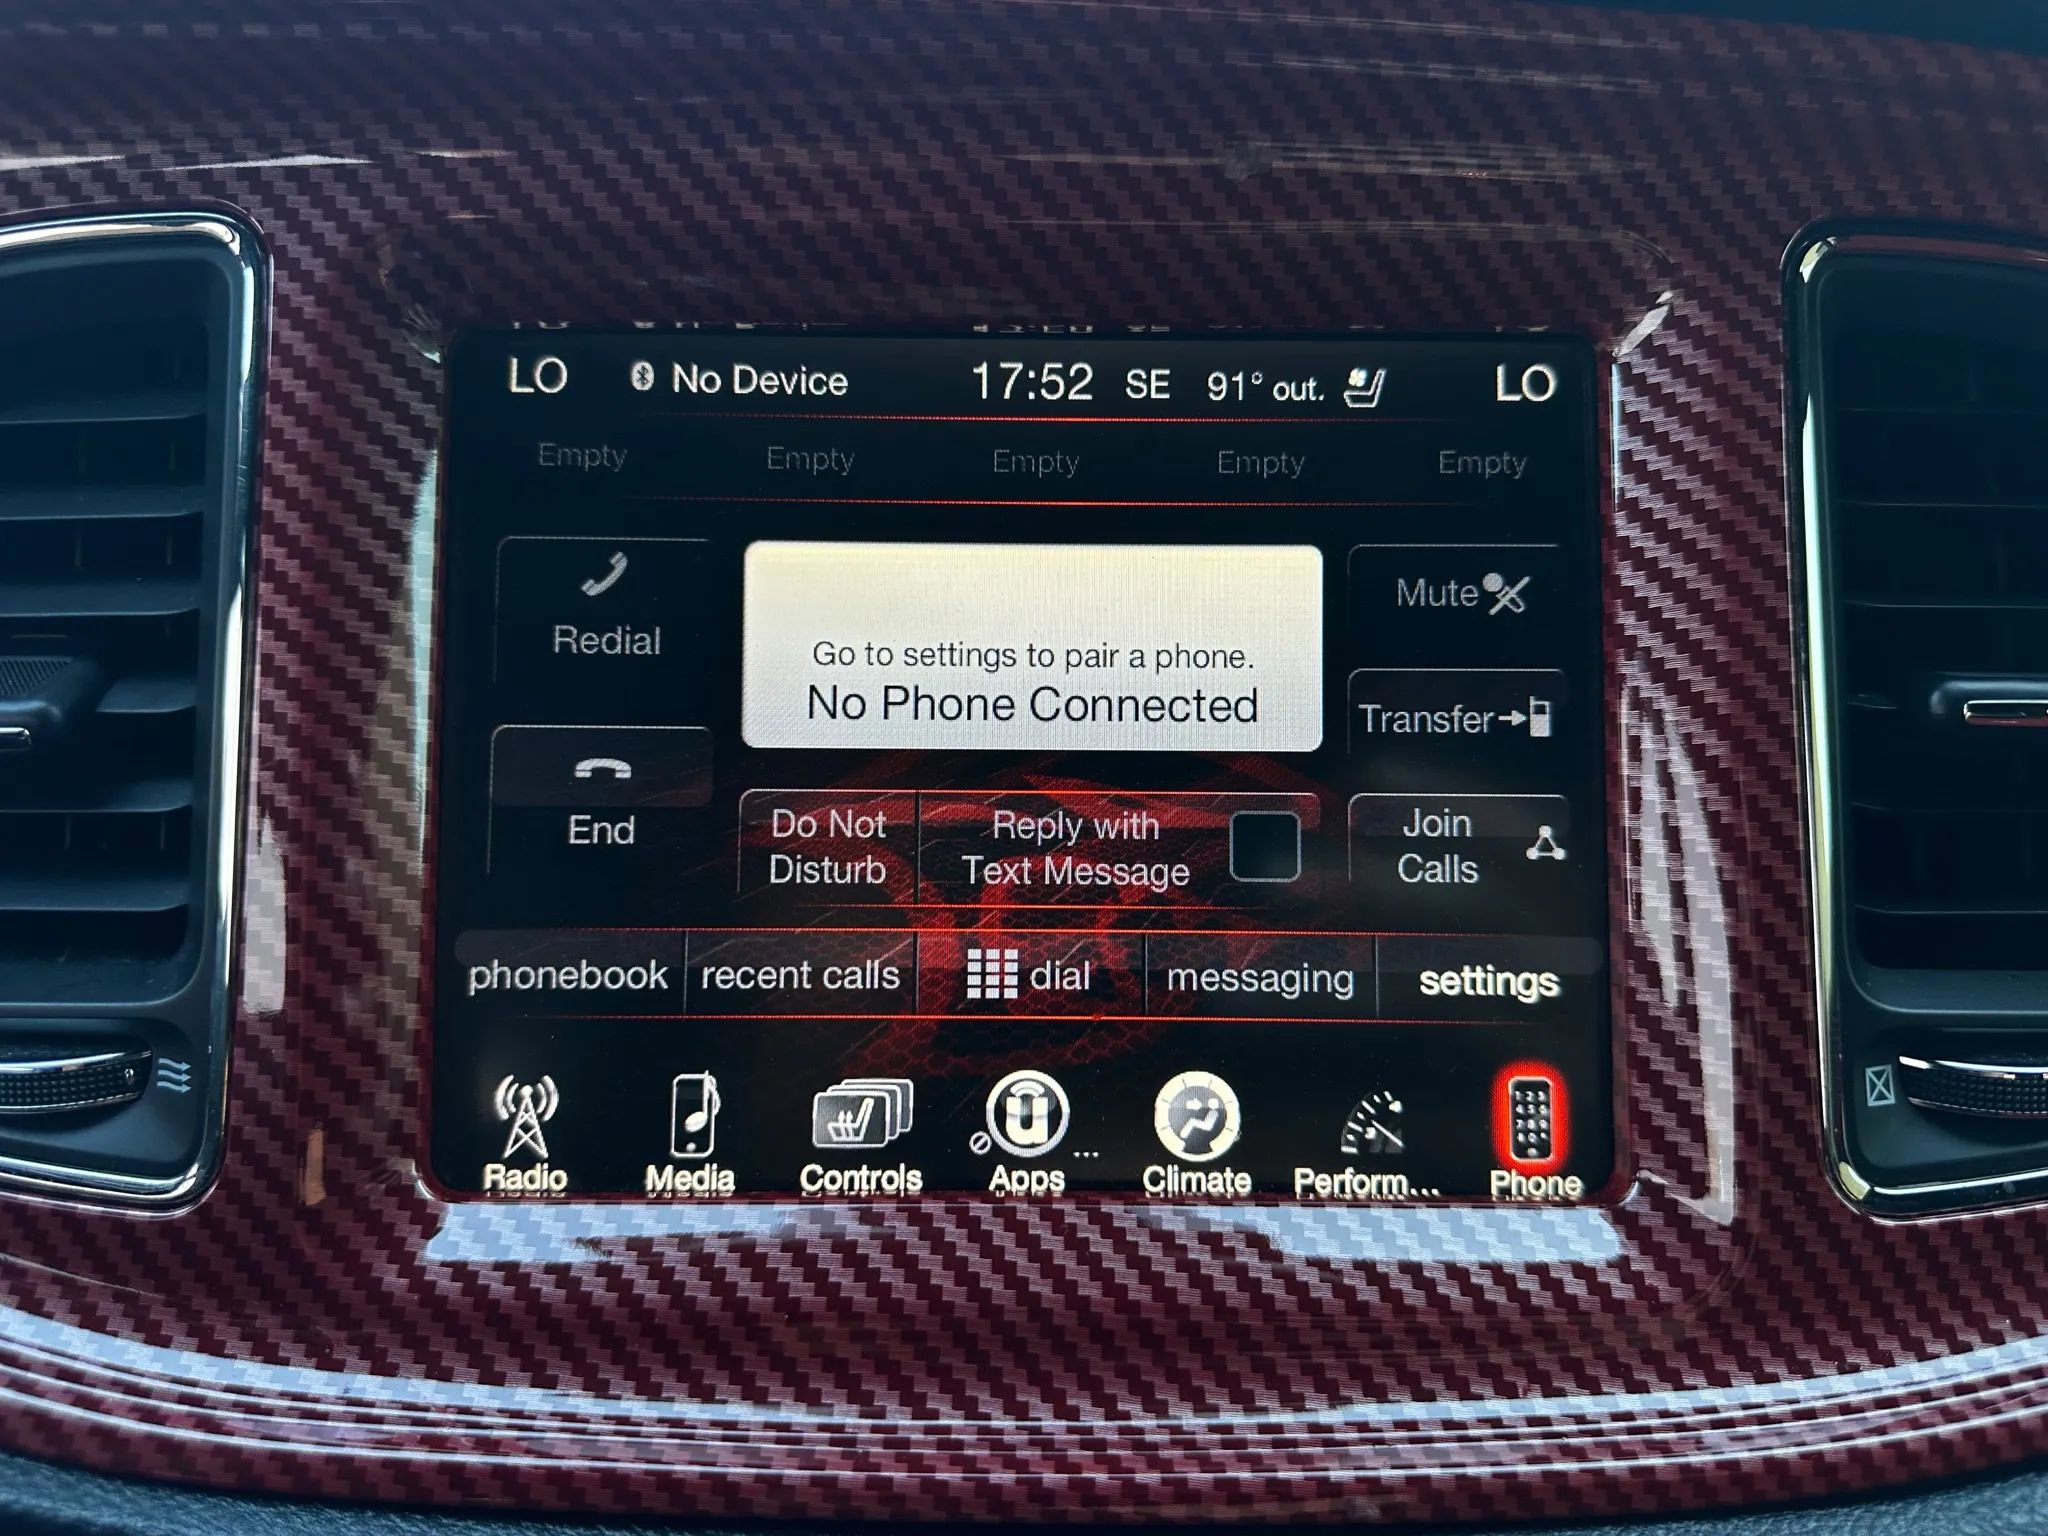 LO No Device 17:52 SE 91° out. LO
Empty Empty Empty Empty Empty
Redial
Go to settings to pair a phone.
No Phone Connected
Mute
Transfer
End
Do Not
Disturb
Reply with
Text Message
Join
Calls
phonebook recent calls dial messaging settings
Radio Media Controls Apps ... Climate Perform... Phone